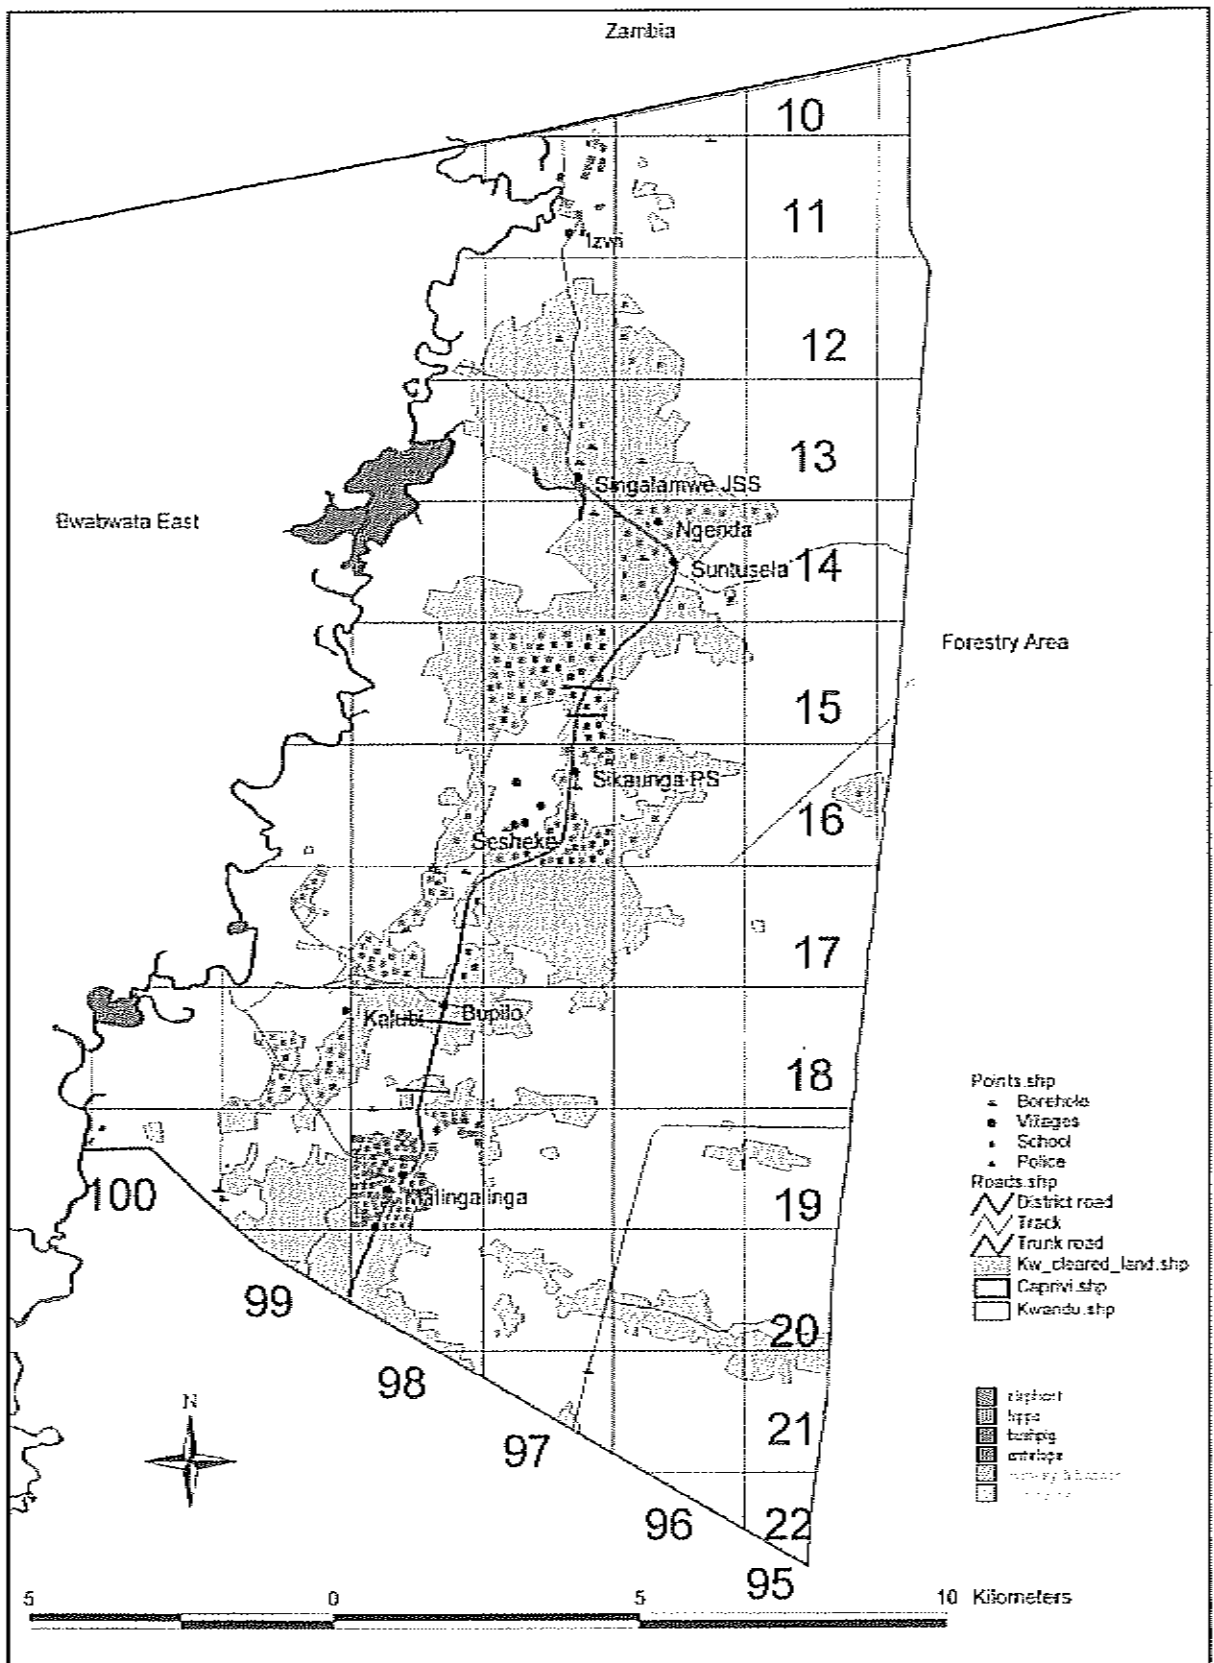 Zambia
10
11
Izwi
12
13
Singalamwe JSS
Bwabwata East
Ngenda
Suntusela
14
Forestry Area
15
Sikaunga PS
16
Sesheke
17
Kalubi
Bupilo
18
Points.shp
Borehole
Villages
School
Police
Roads.shp
District road
Track
Trunk road
Kw_cleared_land.shp
Caprivi.shp
Kwandu.shp
100
Malingalinga
19
99
20
98
elephant
hippo
bushpig
antelope
N
97
21
96
22
95
5 0 5 10 Kilometers